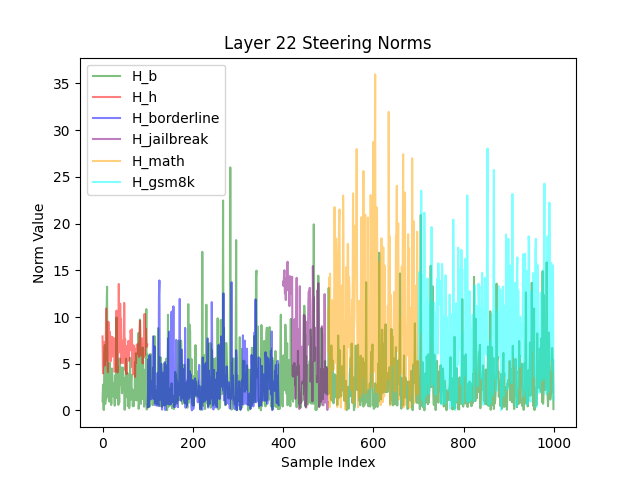 Layer 22 Steering Norms
H_b
H_h
H_borderline
H_jailbreak
H_math
H_gsm8k
Norm Value
35
30
25
20
15
10
5
0
0 200 400 600 800 1000
Sample Index